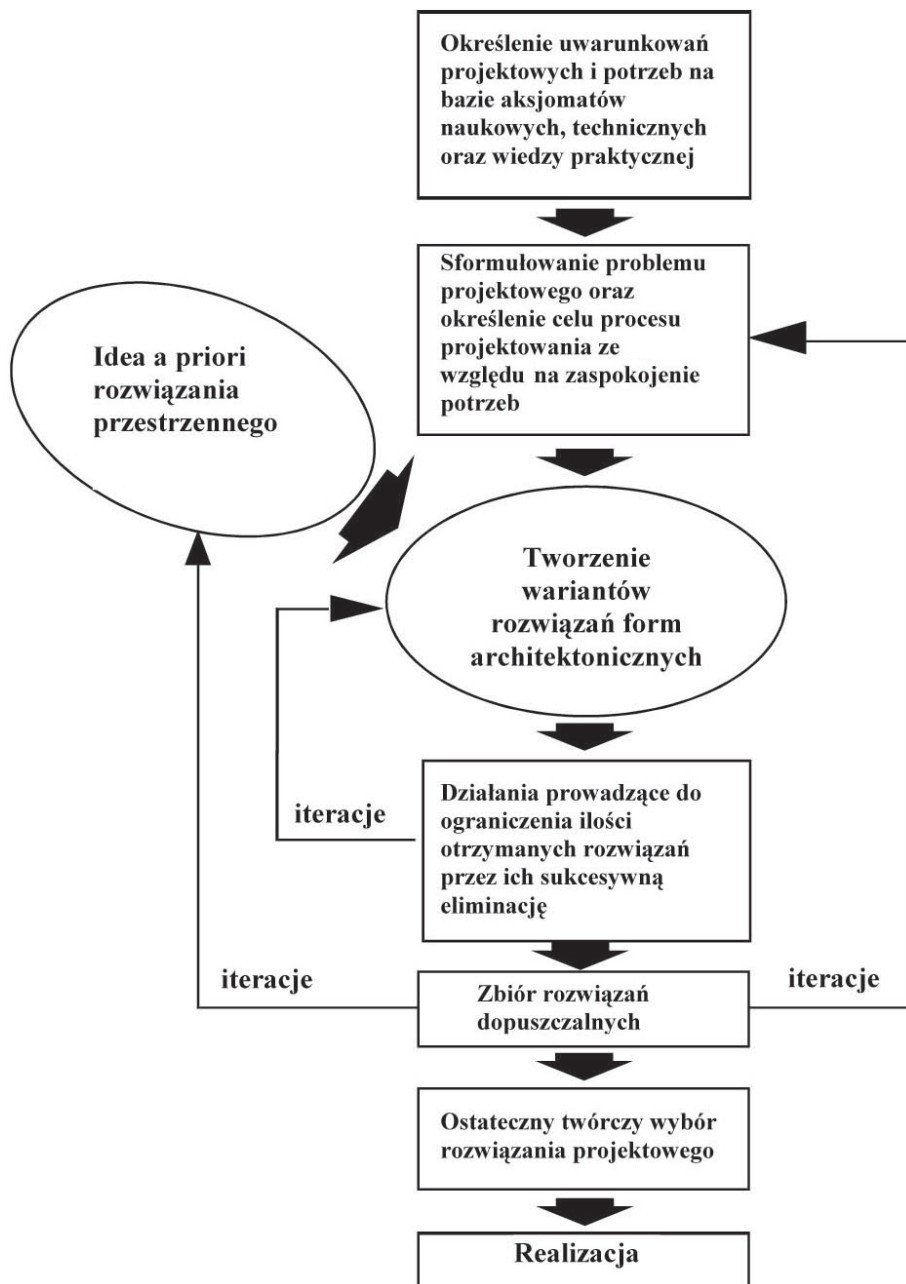 Określenie uwarunkowań
projektowych i potrzeb na
bazie aksjomatów
naukowych, technicznych
oraz wiedzy praktycznej
Sformułowanie problemu
projektowego oraz
określenie celu procesu
projektowania ze
względu na zaspokojenie
potrzeb
Idea a priori
rozwiązania
przestrzennego
Tworzenie
wariantów
rozwiązań form
architektonicznych
Działania prowadzące do
ograniczenia ilości
otrzymanych rozwiązań
przez ich sukcesywną
eliminację
iteracje
iteracje
Zbiór rozwiązań
dopuszczalnych
iteracje
Ostateczny twórczy wybór
rozwiązania projektowego
Realizacja